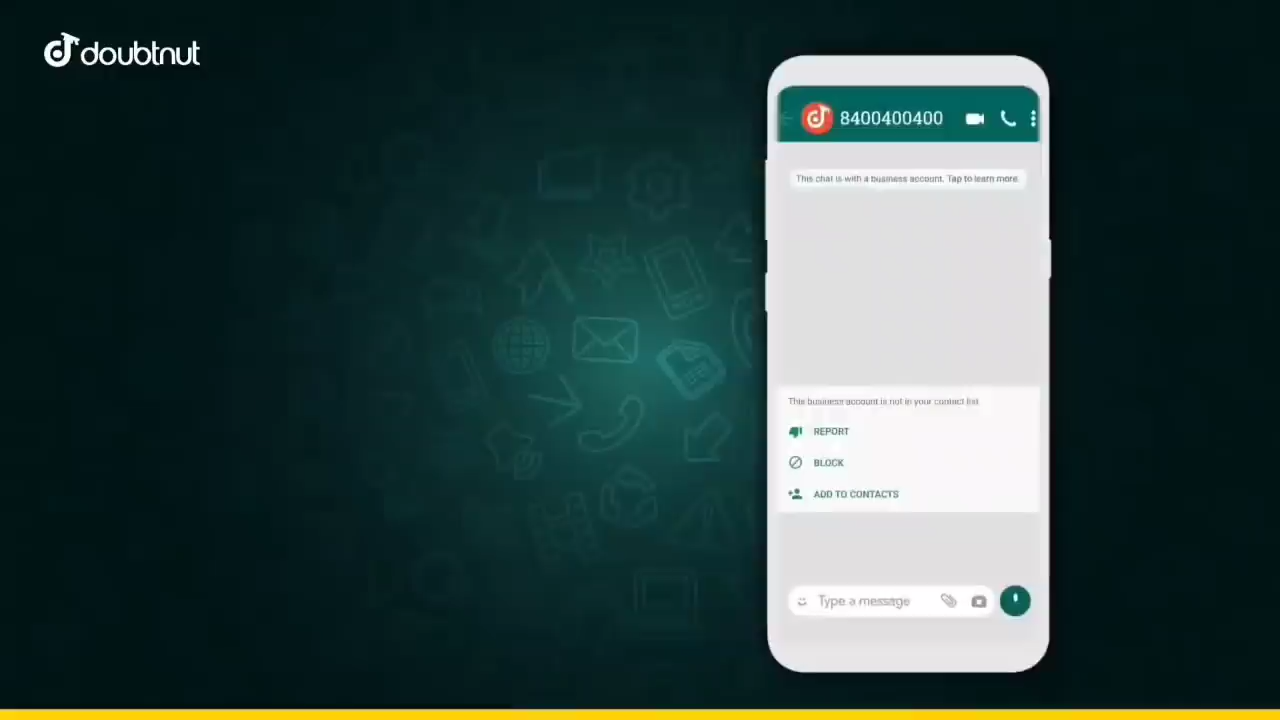 doubtnut
8400400400
This chat is with a business account. Tap to learn more.
This business account is not in your contact list
REPORT
BLOCK
ADD TO CONTACTS
Type a message